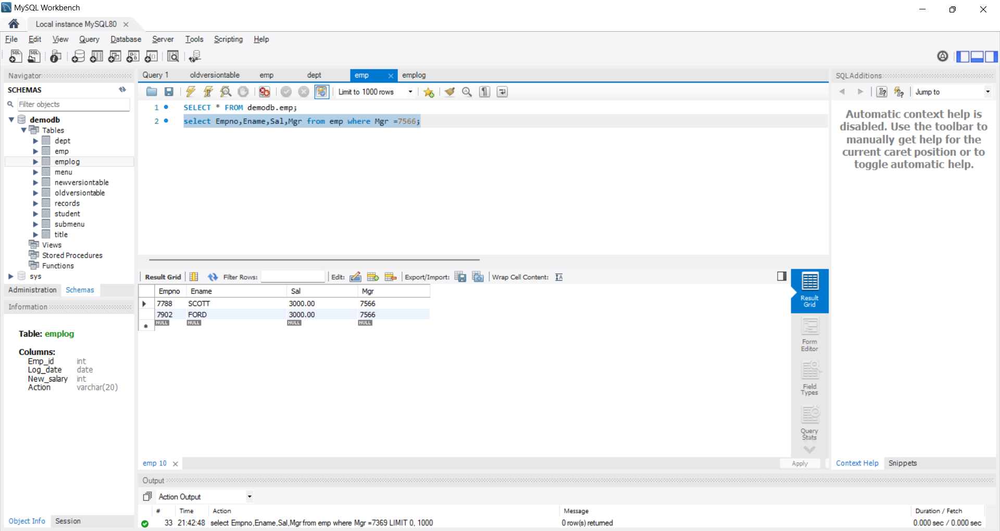 MySQL Workbench
Local instance MySQL80
File Edit View Query Database Server Tools Scripting Help
Navigator
SCHEMAS
Filter objects
demodb
Tables
dept
emp
emplog
menu
newversiontable
oldversiontable
records
student
submenu
title
Views
Stored Procedures
Functions
sys
Administration Schemas
Information
Table: emplog
Columns:
Emp_id int
Log_date date
New_salary int
Action varchar(20)
Object Info Session
Query 1 oldversiontable emp dept emp emplog
Limit to 1000 rows
1 SELECT * FROM demodb.emp;
2 select Empno,Ename,Sal,Mgr from emp where Mgr =7566;
Result Grid Filter Rows: Edit: Export/Import: Wrap Cell Content:
Empno Ename Sal Mgr
7788 SCOTT 3000.00 7566
7902 FORD 3000.00 7566
NULL NULL NULL NULL
Result Grid
Form Editor
Field Types
Query Stats
emp 10
Apply
Output
Action Output
# Time Action Message Duration / Fetch
33 21:42:48 select Empno,Ename,Sal,Mgr from emp where Mgr =7369 LIMIT 0, 1000 0 row(s) returned 0.000 sec / 0.000 sec
SQLAdditions
Jump to
Automatic context help is
disabled. Use the toolbar to
manually get help for the
current caret position or to
toggle automatic help.
Context Help Snippets